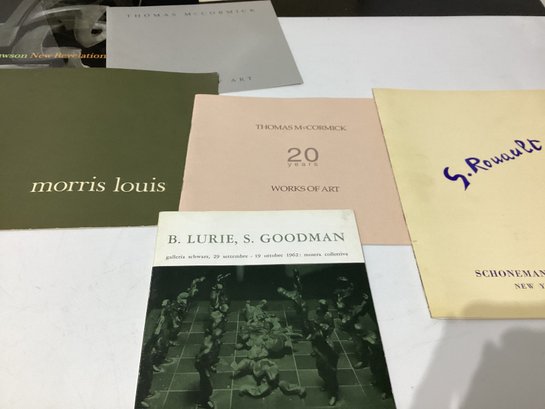 THOMAS McCORMICK
wson New Revelation
ART
morris louis
THOMAS McCORMICK
20
years
WORKS OF ART
G. Rouault
SCHONEMAN
NEW Y
B. LURIE, S. GOODMAN
galleria schwarz, 29 settembre - 19 ottobre 1962: mostra collettiva